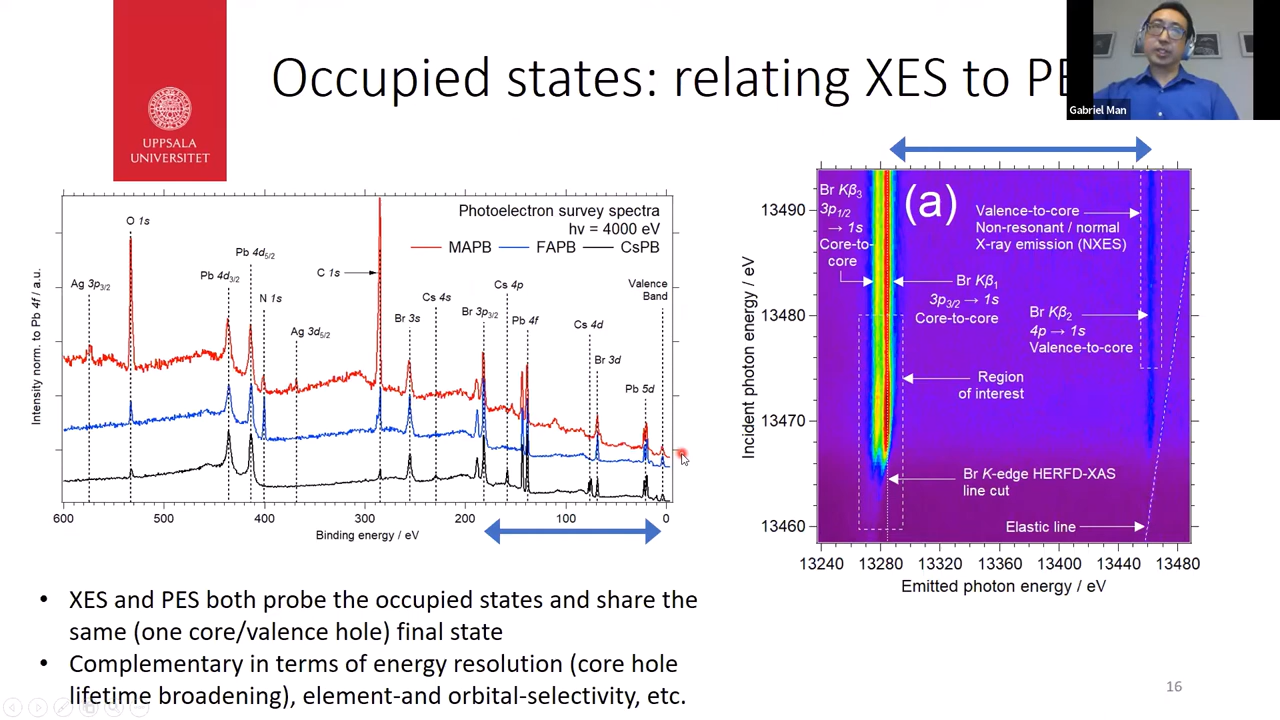 UPPSALA
UNIVERSITET
Occupied states: relating XES to PE
Gabriel Man
Photoelectron survey spectra
hv = 4000 eV
MAPB
FAPB
CsPB
Intensity norm. to Pb 4f / a.u.
Ag 3p3/2
O 1s
Pb 4d3/2
Pb 4d5/2
N 1s
Ag 3d5/2
C 1s
Br 3s
Cs 4s
Br 3p3/2
Cs 4p
Pb 4f
Cs 4d
Br 3d
Pb 5d
Valence
Band
600
500
400
300
200
100
0
Binding energy / eV
(a)
Br Kβ3
3p1/2
→ 1s
Core-to-
core
Valence-to-core
Non-resonant / normal
X-ray emission (NXES)
Br Kβ1
3p3/2 → 1s
Core-to-core
Br Kβ2
4p → 1s
Valence-to-core
Region
of interest
Br K-edge HERFD-XAS
line cut
Elastic line
Incident photon energy / eV
13490
13480
13470
13460
13240
13280
13320
13360
13400
13440
13480
Emitted photon energy / eV
• XES and PES both probe the occupied states and share the
same (one core/valence hole) final state
• Complementary in terms of energy resolution (core hole
lifetime broadening), element-and orbital-selectivity, etc.
16